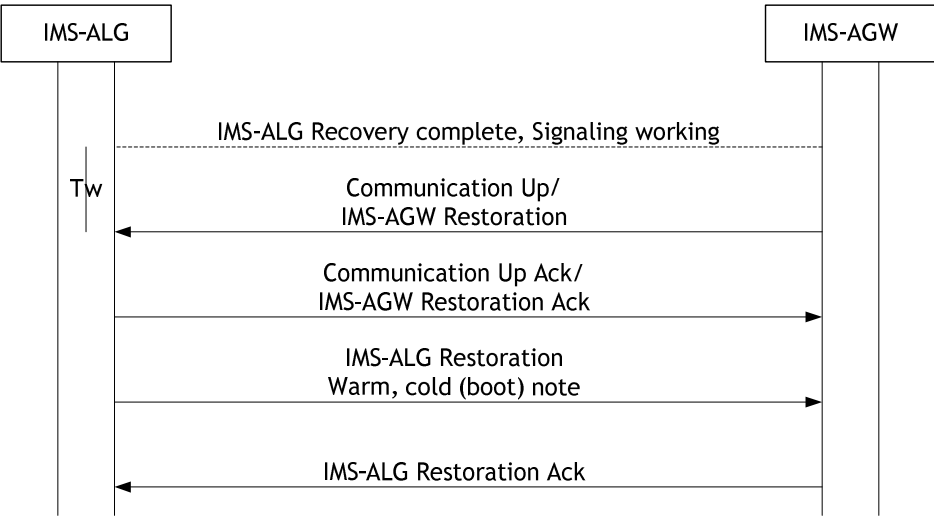 IMS-ALG
IMS-AGW
IMS-ALG Recovery complete, Signaling working
Tw
Communication Up/
IMS-AGW Restoration
Communication Up Ack/
IMS-AGW Restoration Ack
IMS-ALG Restoration
Warm, cold (boot) note
IMS-ALG Restoration Ack